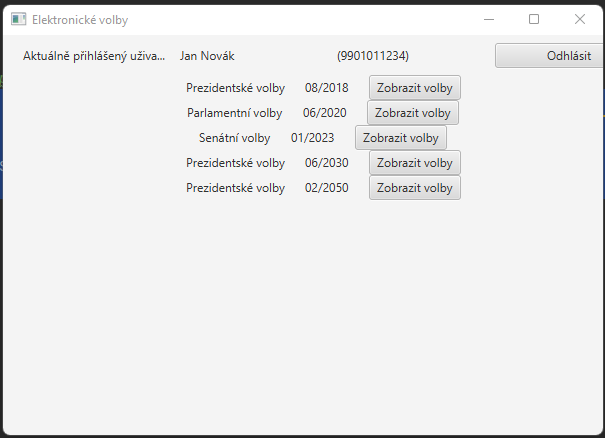 Elektronické volby
Aktuálně přihlášený uživa... Jan Novák (9901011234) Odhlásit
Prezidentské volby 08/2018 Zobrazit volby
Parlamentní volby 06/2020 Zobrazit volby
Senátní volby 01/2023 Zobrazit volby
Prezidentské volby 06/2030 Zobrazit volby
Prezidentské volby 02/2050 Zobrazit volby